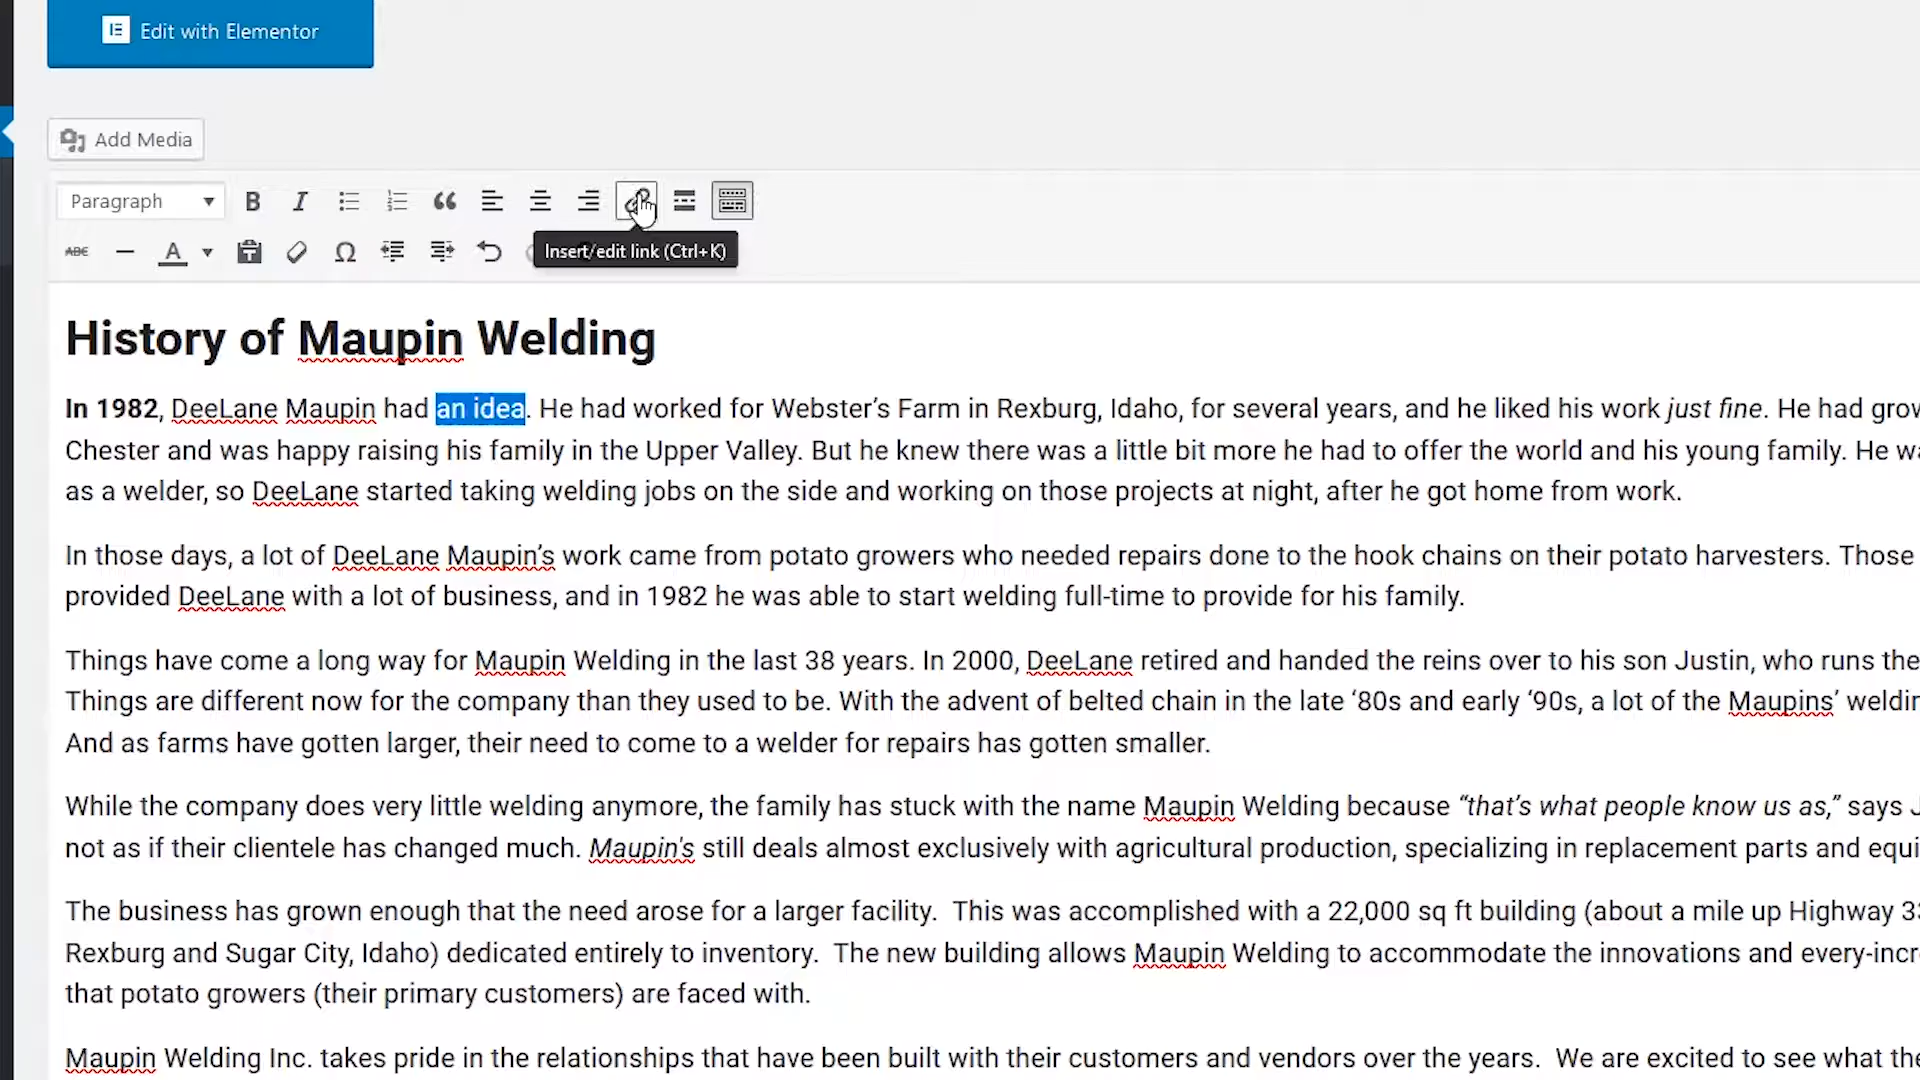 Edit with Elementor
Add Media
Paragraph
B I
ABC A Ω
Insert/edit link (Ctrl+K)
History of Maupin Welding
In 1982, DeeLane Maupin had an idea. He had worked for Webster’s Farm in Rexburg, Idaho, for several years, and he liked his work just fine. He had
Chester and was happy raising his family in the Upper Valley. But he knew there was a little bit more he had to offer the world and his young family. He
as a welder, so DeeLane started taking welding jobs on the side and working on those projects at night, after he got home from work.
In those days, a lot of DeeLane Maupin’s work came from potato growers who needed repairs done to the hook chains on their potato harvesters. Those
provided DeeLane with a lot of business, and in 1982 he was able to start welding full-time to provide for his family.
Things have come a long way for Maupin Welding in the last 38 years. In 2000, DeeLane retired and handed the reins over to his son Justin, who runs the
Things are different now for the company than they used to be. With the advent of belted chain in the late ‘80s and early ‘90s, a lot of the Maupins’
And as farms have gotten larger, their need to come to a welder for repairs has gotten smaller.
While the company does very little welding anymore, the family has stuck with the name Maupin Welding because “that’s what people know us as,” says
not as if their clientele has changed much. Maupin's still deals almost exclusively with agricultural production, specializing in replacement parts and
The business has grown enough that the need arose for a larger facility. This was accomplished with a 22,000 sq ft building (about a mile up Highway
Rexburg and Sugar City, Idaho) dedicated entirely to inventory. The new building allows Maupin Welding to accommodate the innovations and
that potato growers (their primary customers) are faced with.
Maupin Welding Inc. takes pride in the relationships that have been built with their customers and vendors over the years. We are excited to see what